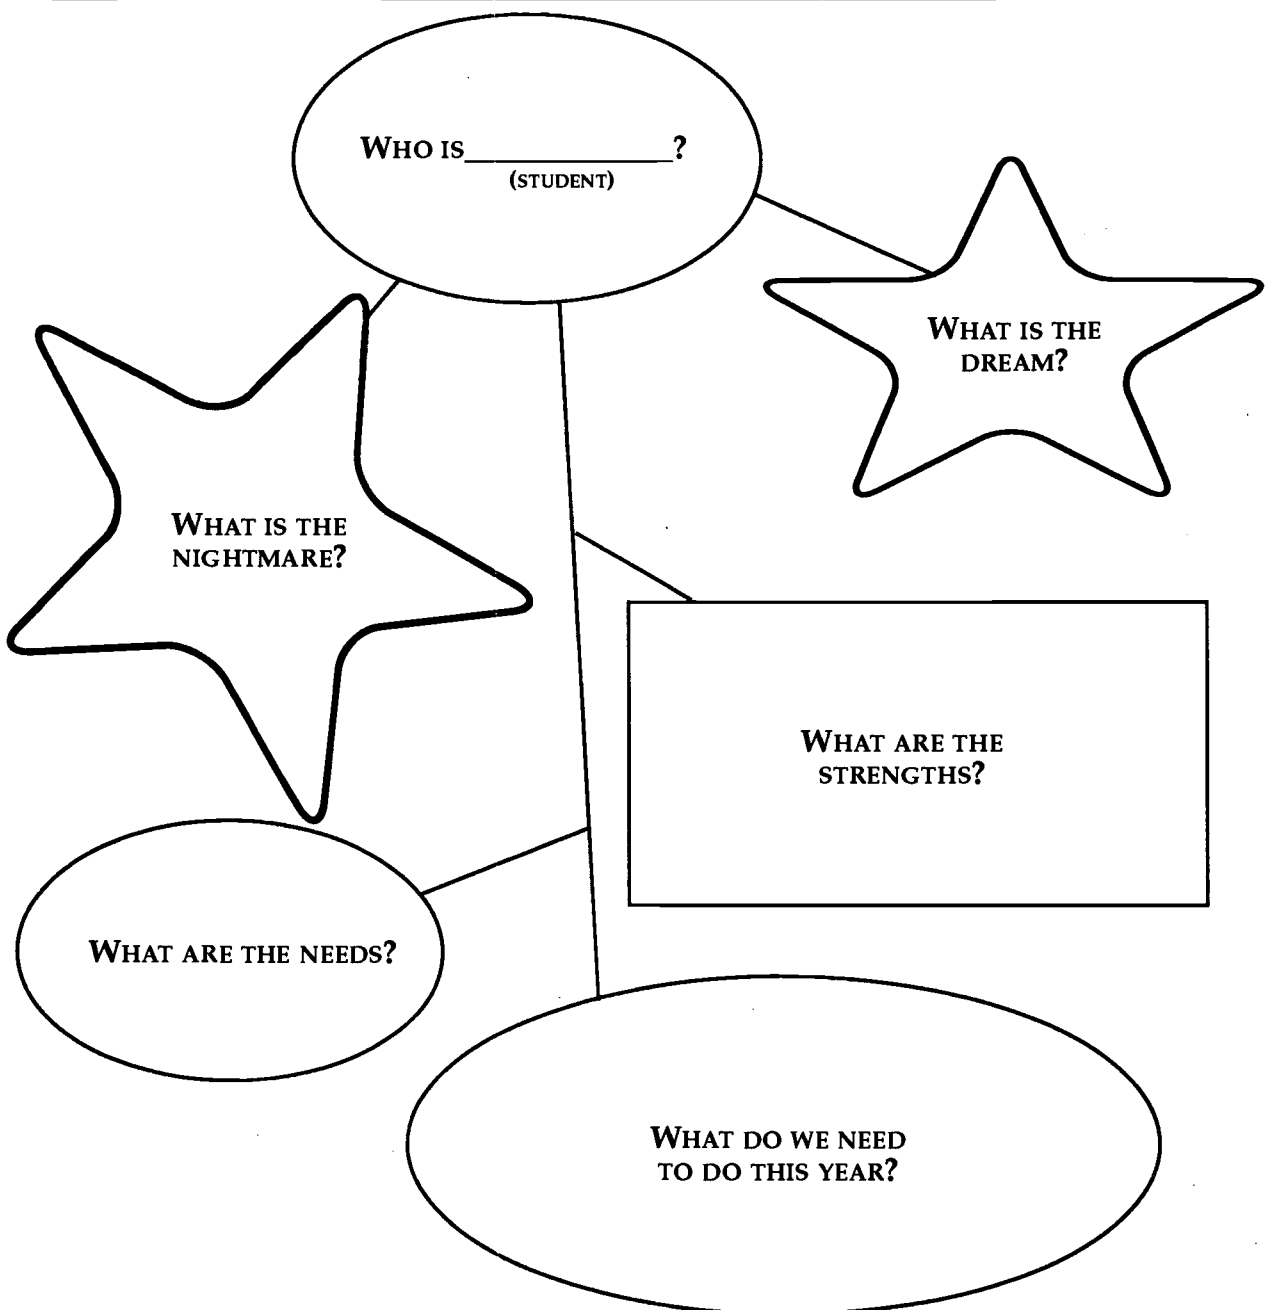 WHO IS______________?
(STUDENT)
WHAT IS THE
DREAM?
WHAT IS THE
NIGHTMARE?
WHAT ARE THE
STRENGTHS?
WHAT ARE THE NEEDS?
WHAT DO WE NEED
TO DO THIS YEAR?